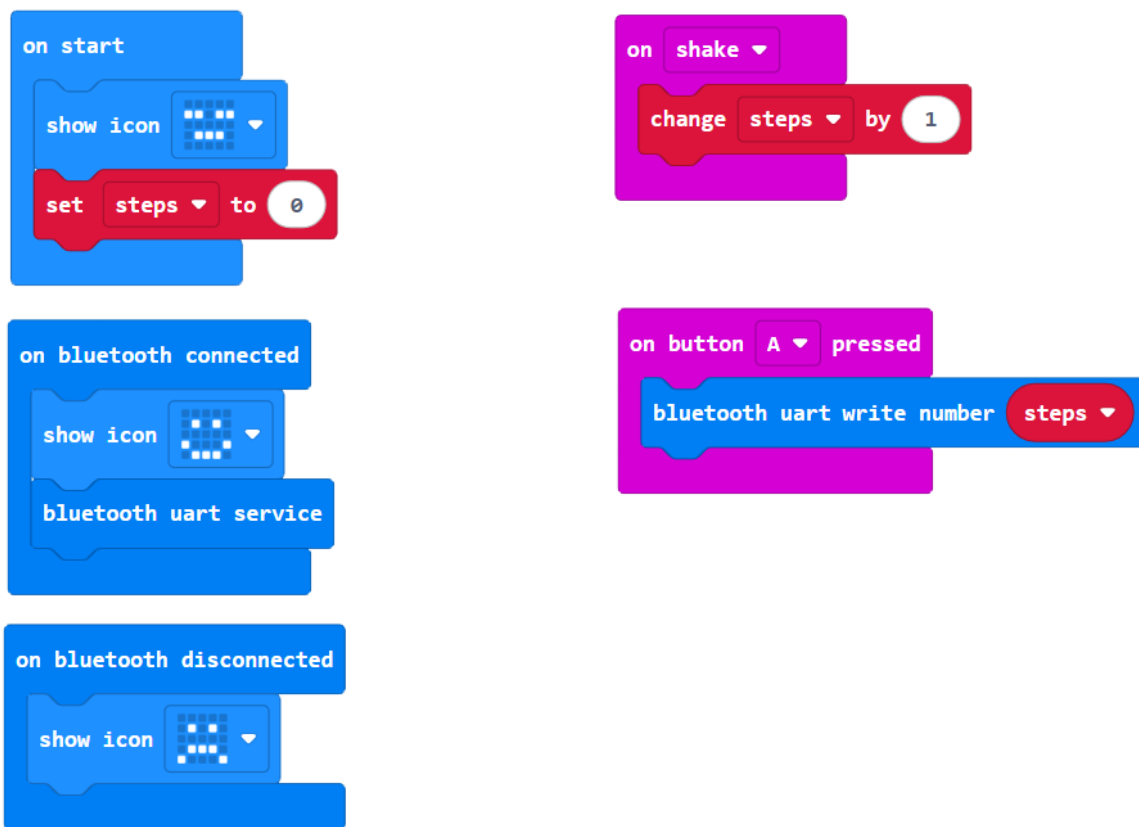 on start
show icon
set steps to 0
on bluetooth connected
show icon
bluetooth uart service
on bluetooth disconnected
show icon
on shake
change steps by 1
on button A pressed
bluetooth uart write number steps